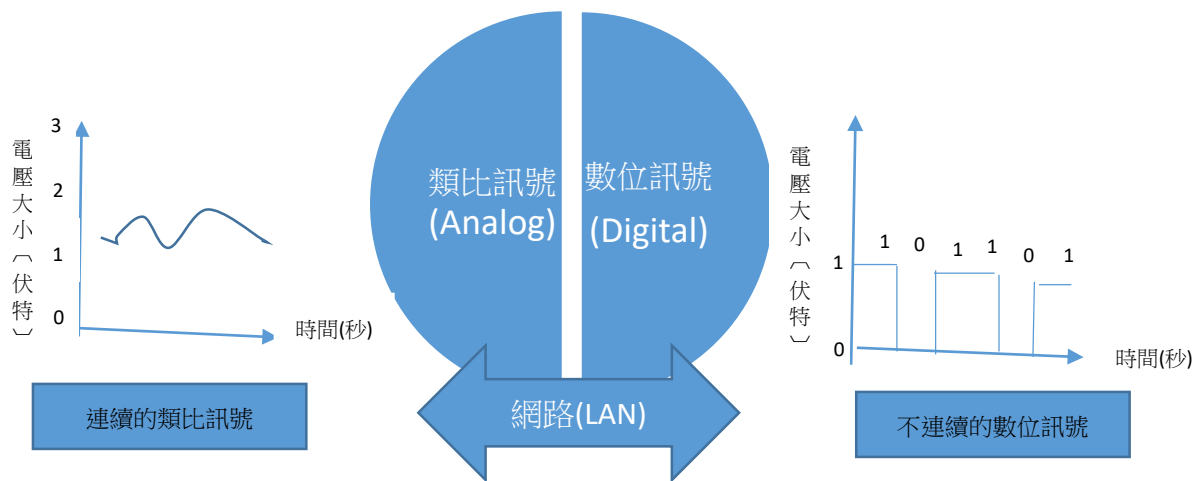 電壓大小〔伏特〕
3
2
1
0
時間(秒)
連續的類比訊號
類比訊號
(Analog)
數位訊號
(Digital)
網路(LAN)
電壓大小〔伏特〕
1 0 1 1 0 1
1
0
時間(秒)
不連續的數位訊號